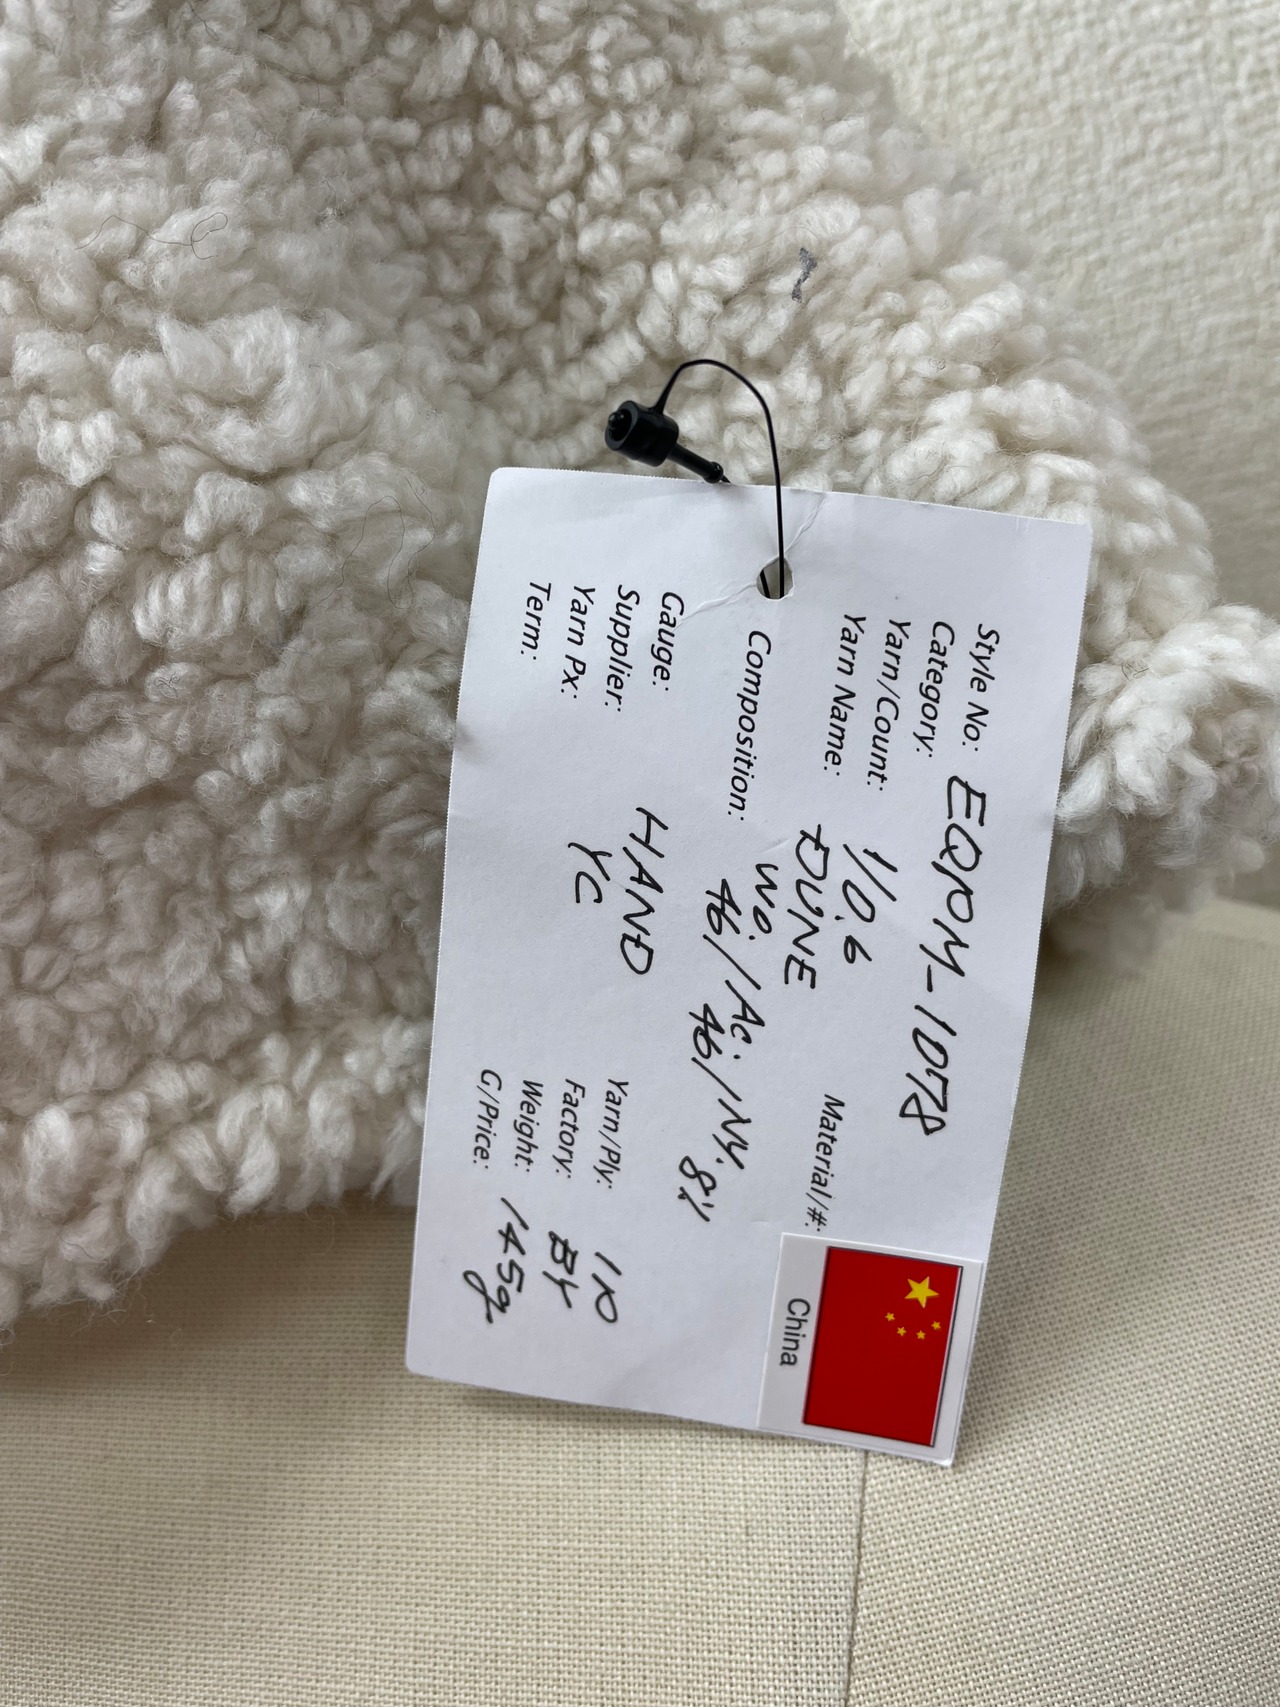 Style No: EQPM-1078
Category:
Yarn/Count: 1/0.6
Yarn Name: DUNE Material/#:
Composition: Wo. 46/Ac. 46/NY. 8%
Gauge: HAND Yarn/Ply:
Supplier: YC Factory: BY
Yarn Px: Weight: 145g
Term: G/Price:
China